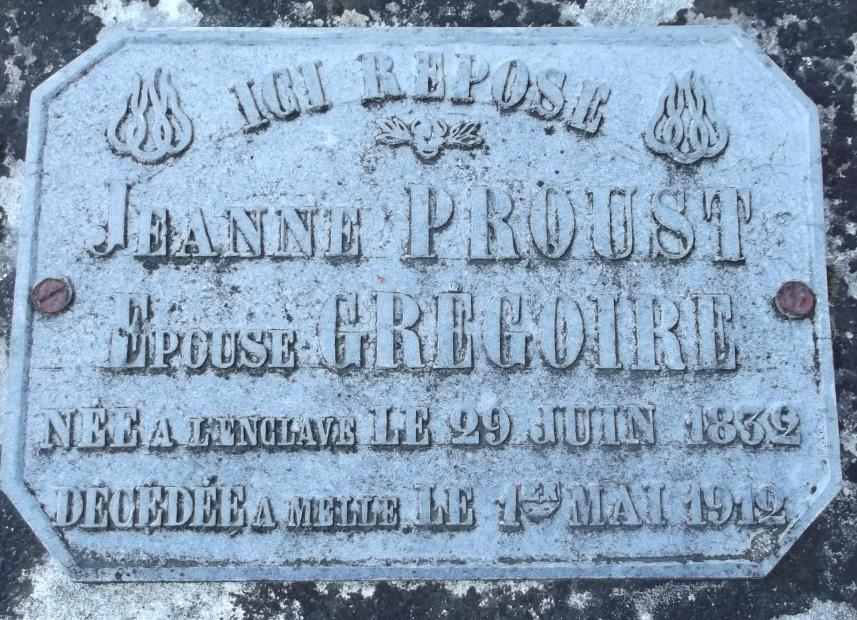 ICI REPOSE
JEANNE PROUST
EPOUSE GRÉGOIRE
NÉE A L'ENCLAVE LE 29 JUIN 1832
DÉCÉDÉE A MELLE LE 1er MAI 1912